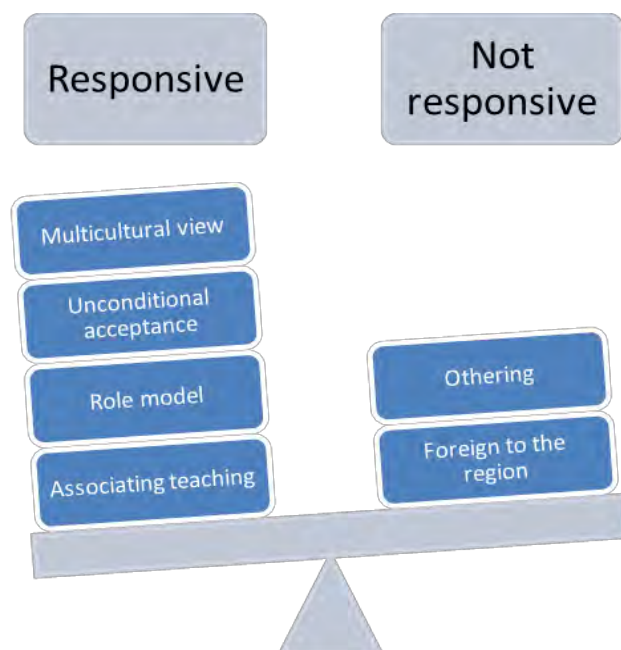 Responsive
Not
responsive
Multicultural view
Unconditional
acceptance
Role model
Associating teaching
Othering
Foreign to the
region